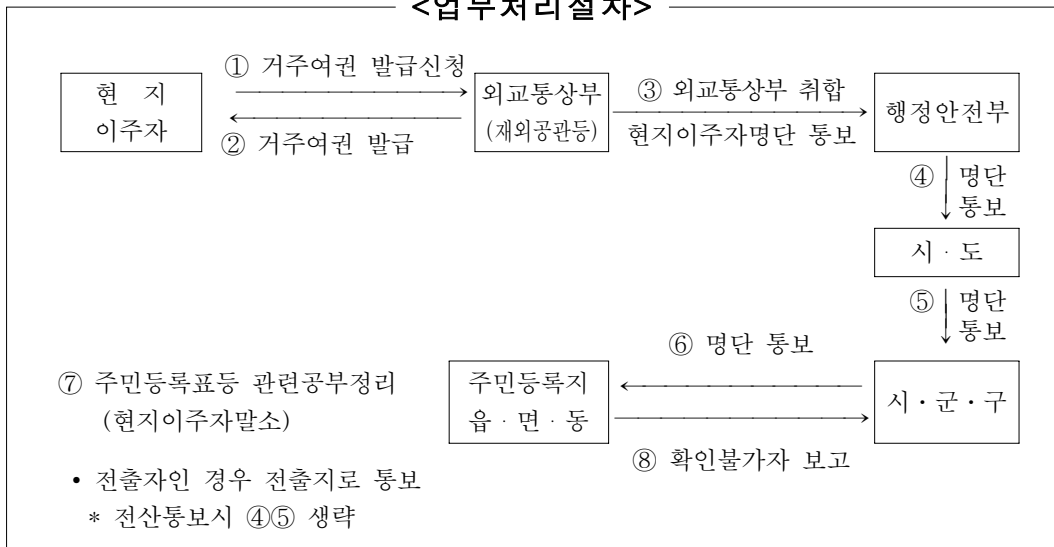 <업무처리절차>
① 거주여권 발급신청
현 지
이주자
② 거주여권 발급
외교통상부
(재외공관등)
③ 외교통상부 취합
현지이주자명단 통보
행정안전부
④ 명단
통보
시 · 도
⑤ 명단
통보
⑥ 명단 통보
⑦ 주민등록표등 관련공부정리
(현지이주자말소)
주민등록지
읍 · 면 · 동
시 · 군 · 구
⑧ 확인불가자 보고
• 전출자인 경우 전출지로 통보
* 전산통보시 ④⑤ 생략